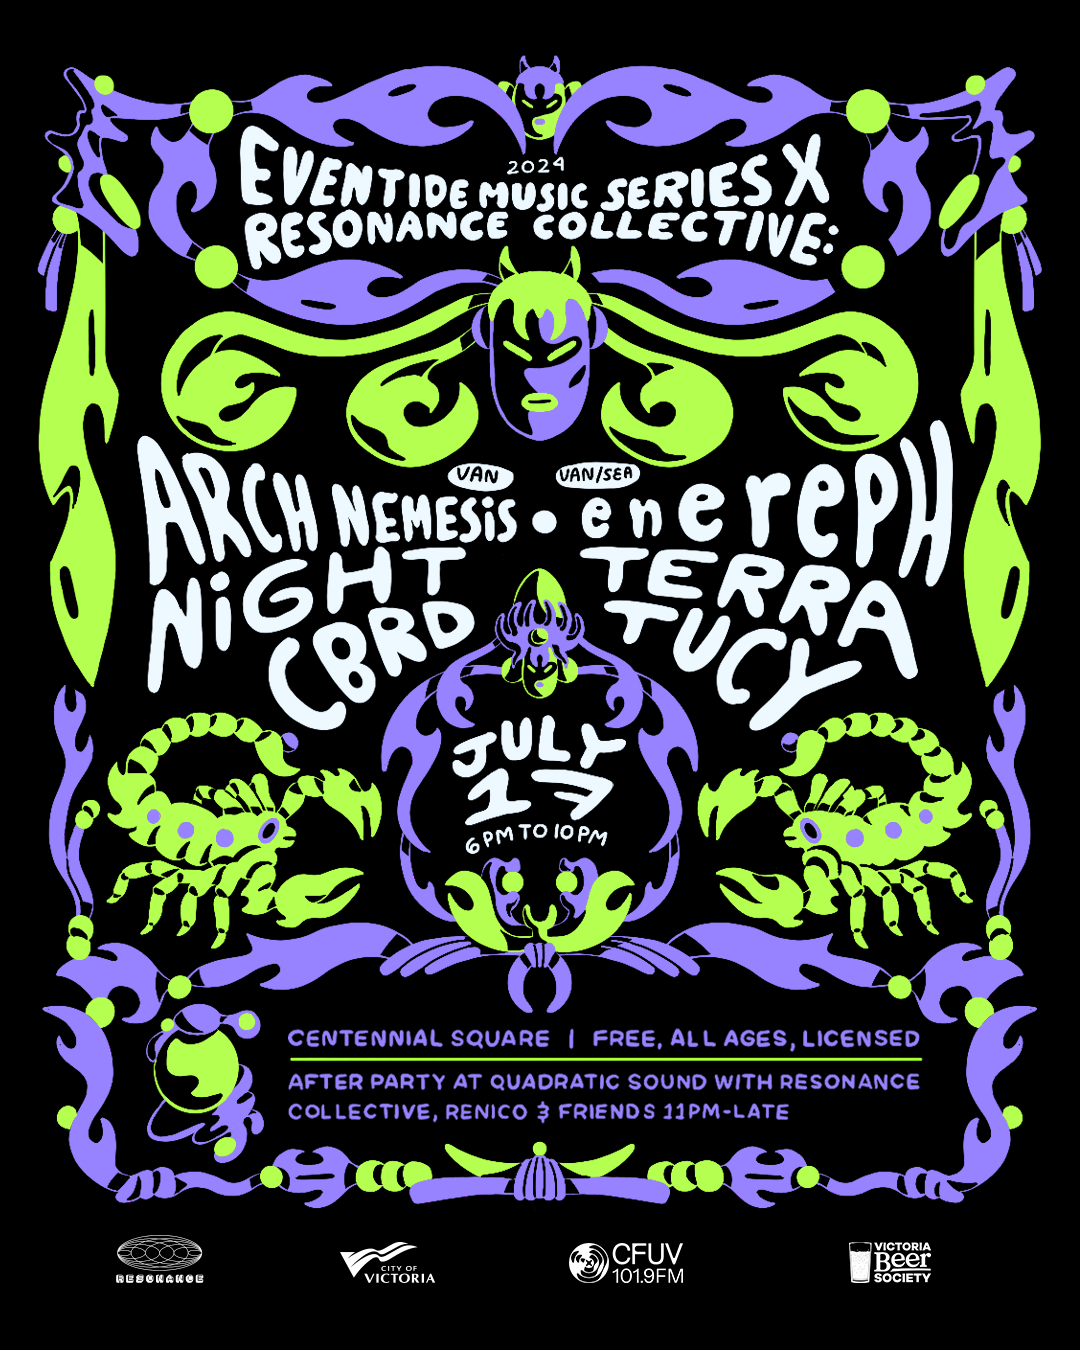 2024
EVENTIDE MUSIC SERIES X
RESONANCE COLLECTIVE:
VAN
VAN/SEA
ARCH NEMESiS • enerePH
NiGHT TERRA
CBRD TUCY
JULY
17
6PM TO 10PM
CENTENNIAL SQUARE | FREE, ALL AGES, LICENSED
AFTER PARTY AT QUADRATIC SOUND WITH RESONANCE
COLLECTIVE, RENICO & FRIENDS 11PM-LATE
RESONANCE
CITY OF
VICTORIA
CFUV
101.9FM
VICTORIA
Beer
SOCIETY